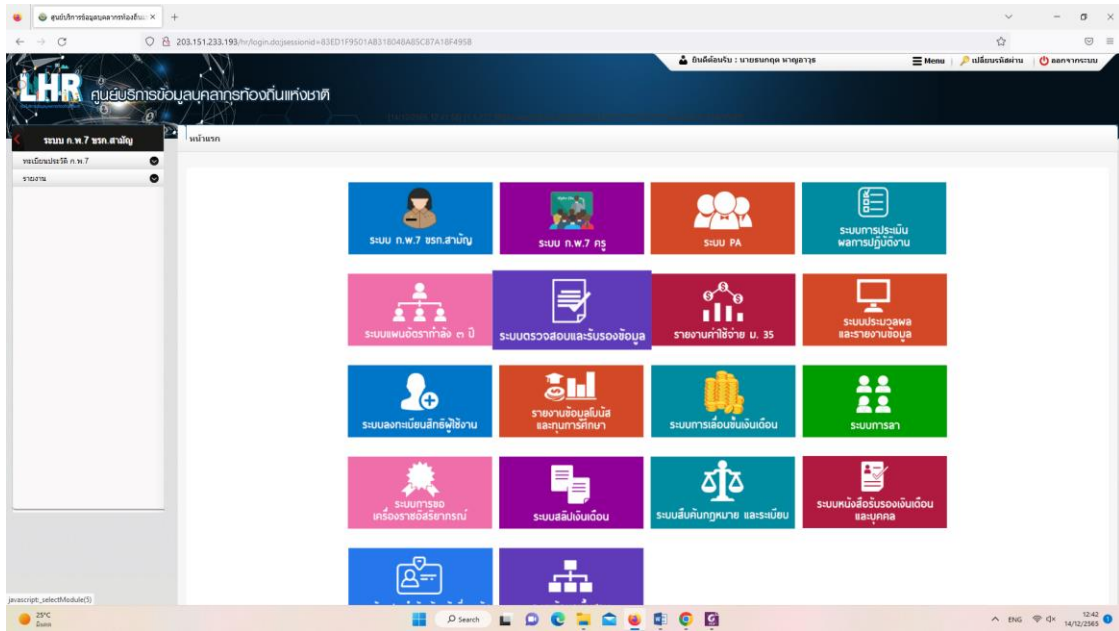 ศูนย์บริการข้อมูลบุคลากรท้องถิ่น
203.151.233.193/hr/login.do;jsessionid=83ED1F9501AB318048A85C87A18F4958
ยินดีต้อนรับ : นายธนกฤต หาญอาวุธ
Menu
เปลี่ยนรหัสผ่าน
ออกจากระบบ
LHR ศูนย์บริการข้อมูลบุคลากรท้องถิ่นแห่งชาติ
ระบบ ก.พ.7 ขรก.สามัญ
หน้าแรก
ทะเบียนประวัติ ก.พ.7
รายงาน
ระบบ ก.พ.7 ขรก.สามัญ
ระบบ ก.พ.7 ครู
ระบบ PA
ระบบการประเมิน
ผลการปฏิบัติงาน
ระบบแผนอัตรากำลัง ๓ ปี
ระบบตรวจสอบและรับรองข้อมูล
รายงานค่าใช้จ่าย ม. 35
ระบบประมวลผล
และรายงานข้อมูล
ระบบลงทะเบียนสิทธิผู้ใช้งาน
รายงานข้อมูลโบนัส
และทุนการศึกษา
ระบบการเลื่อนขั้นเงินเดือน
ระบบการลา
ระบบการขอ
เครื่องราชอิสริยาภรณ์
ระบบสลิปเงินเดือน
ระบบสืบค้นกฎหมาย และระเบียบ
ระบบหนังสือรับรองเงินเดือน
และบุคคล
javascript:_selectModule(5)
25°C
Search
ENG
12:42
14/12/2565